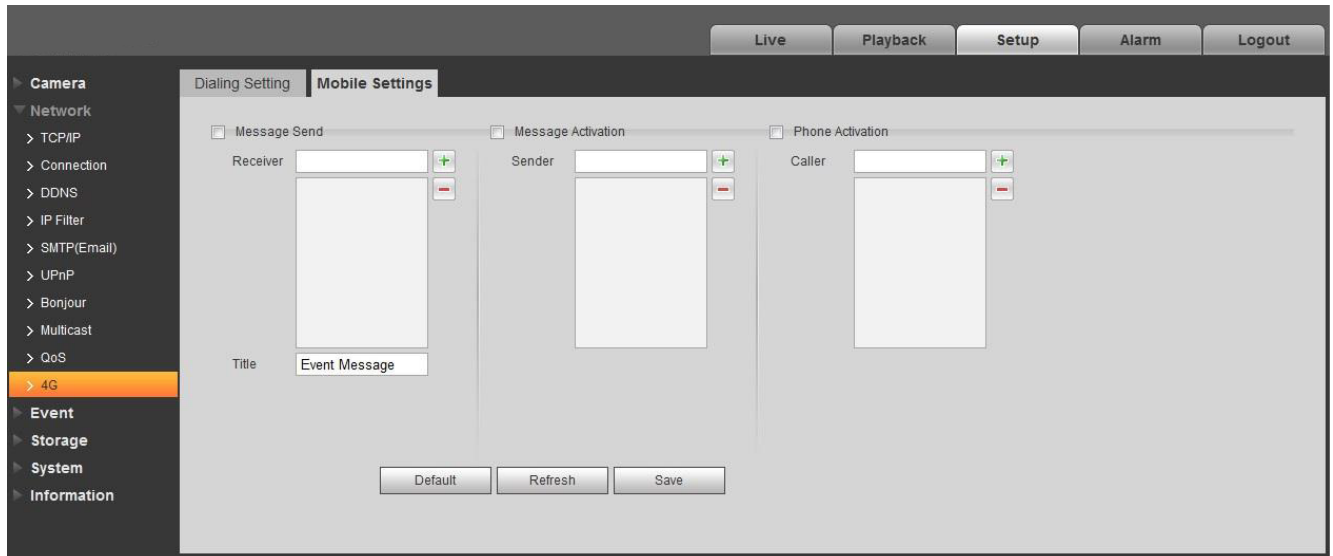 Live Playback Setup Alarm Logout
Camera
Network
TCP/IP
Connection
DDNS
IP Filter
SMTP(Email)
UPnP
Bonjour
Multicast
QoS
4G
Event
Storage
System
Information
Dialing Setting Mobile Settings
Message Send
Receiver
Title Event Message
Message Activation
Sender
Phone Activation
Caller
Default Refresh Save